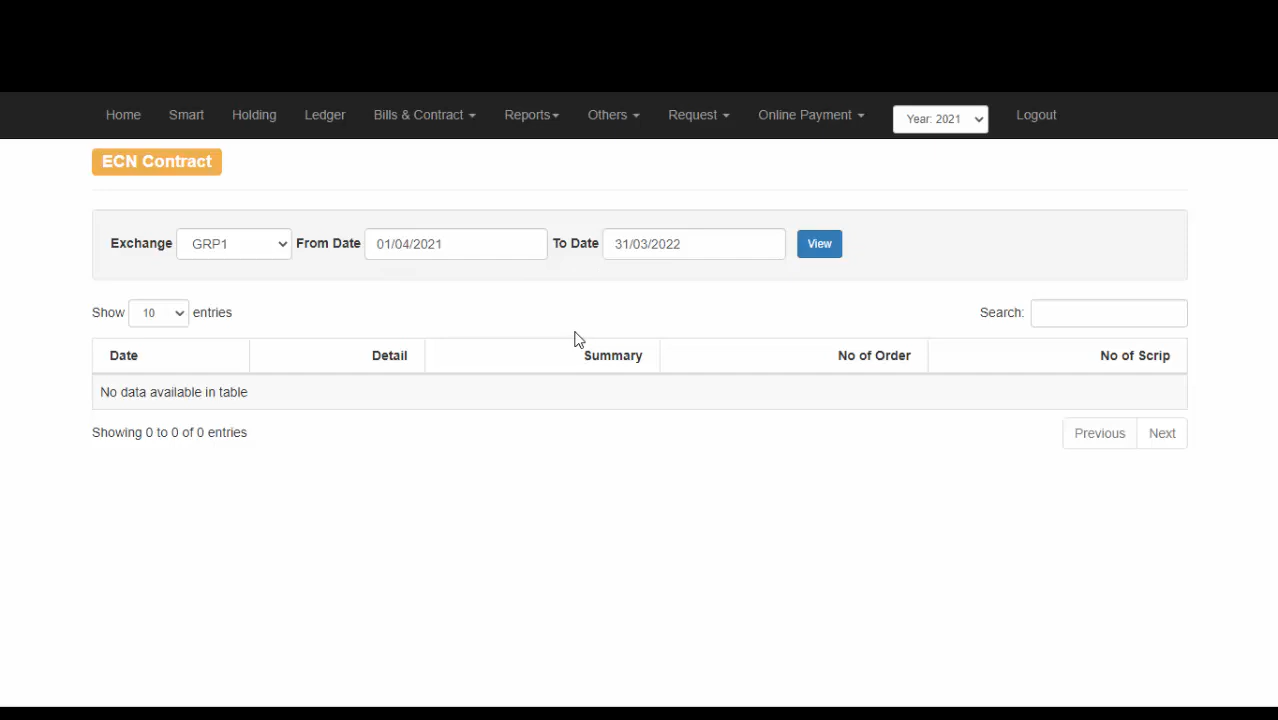 Home Smart Holding Ledger Bills & Contract Reports Others Request Online Payment Year: 2021 Logout
ECN Contract
Exchange GRP1 From Date 01/04/2021 To Date 31/03/2022 View
Show 10 entries Search:
Date Detail Summary No of Order No of Scrip
No data available in table
Showing 0 to 0 of 0 entries Previous Next